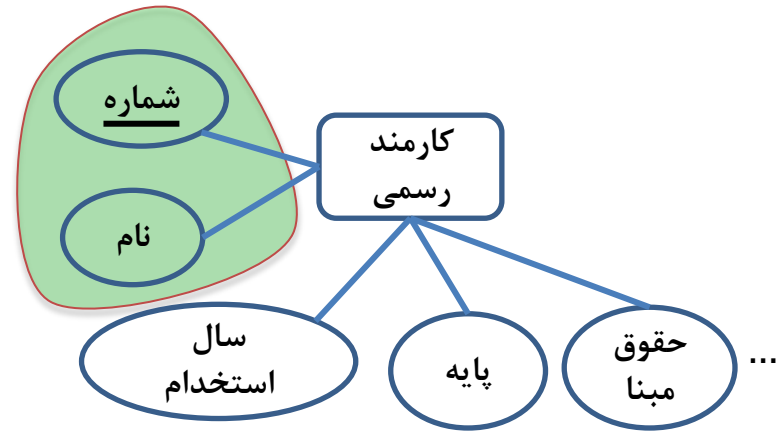 شماره
نام
کارمند
رسمی
سال
استخدام
پایه
حقوق
مبنا
...